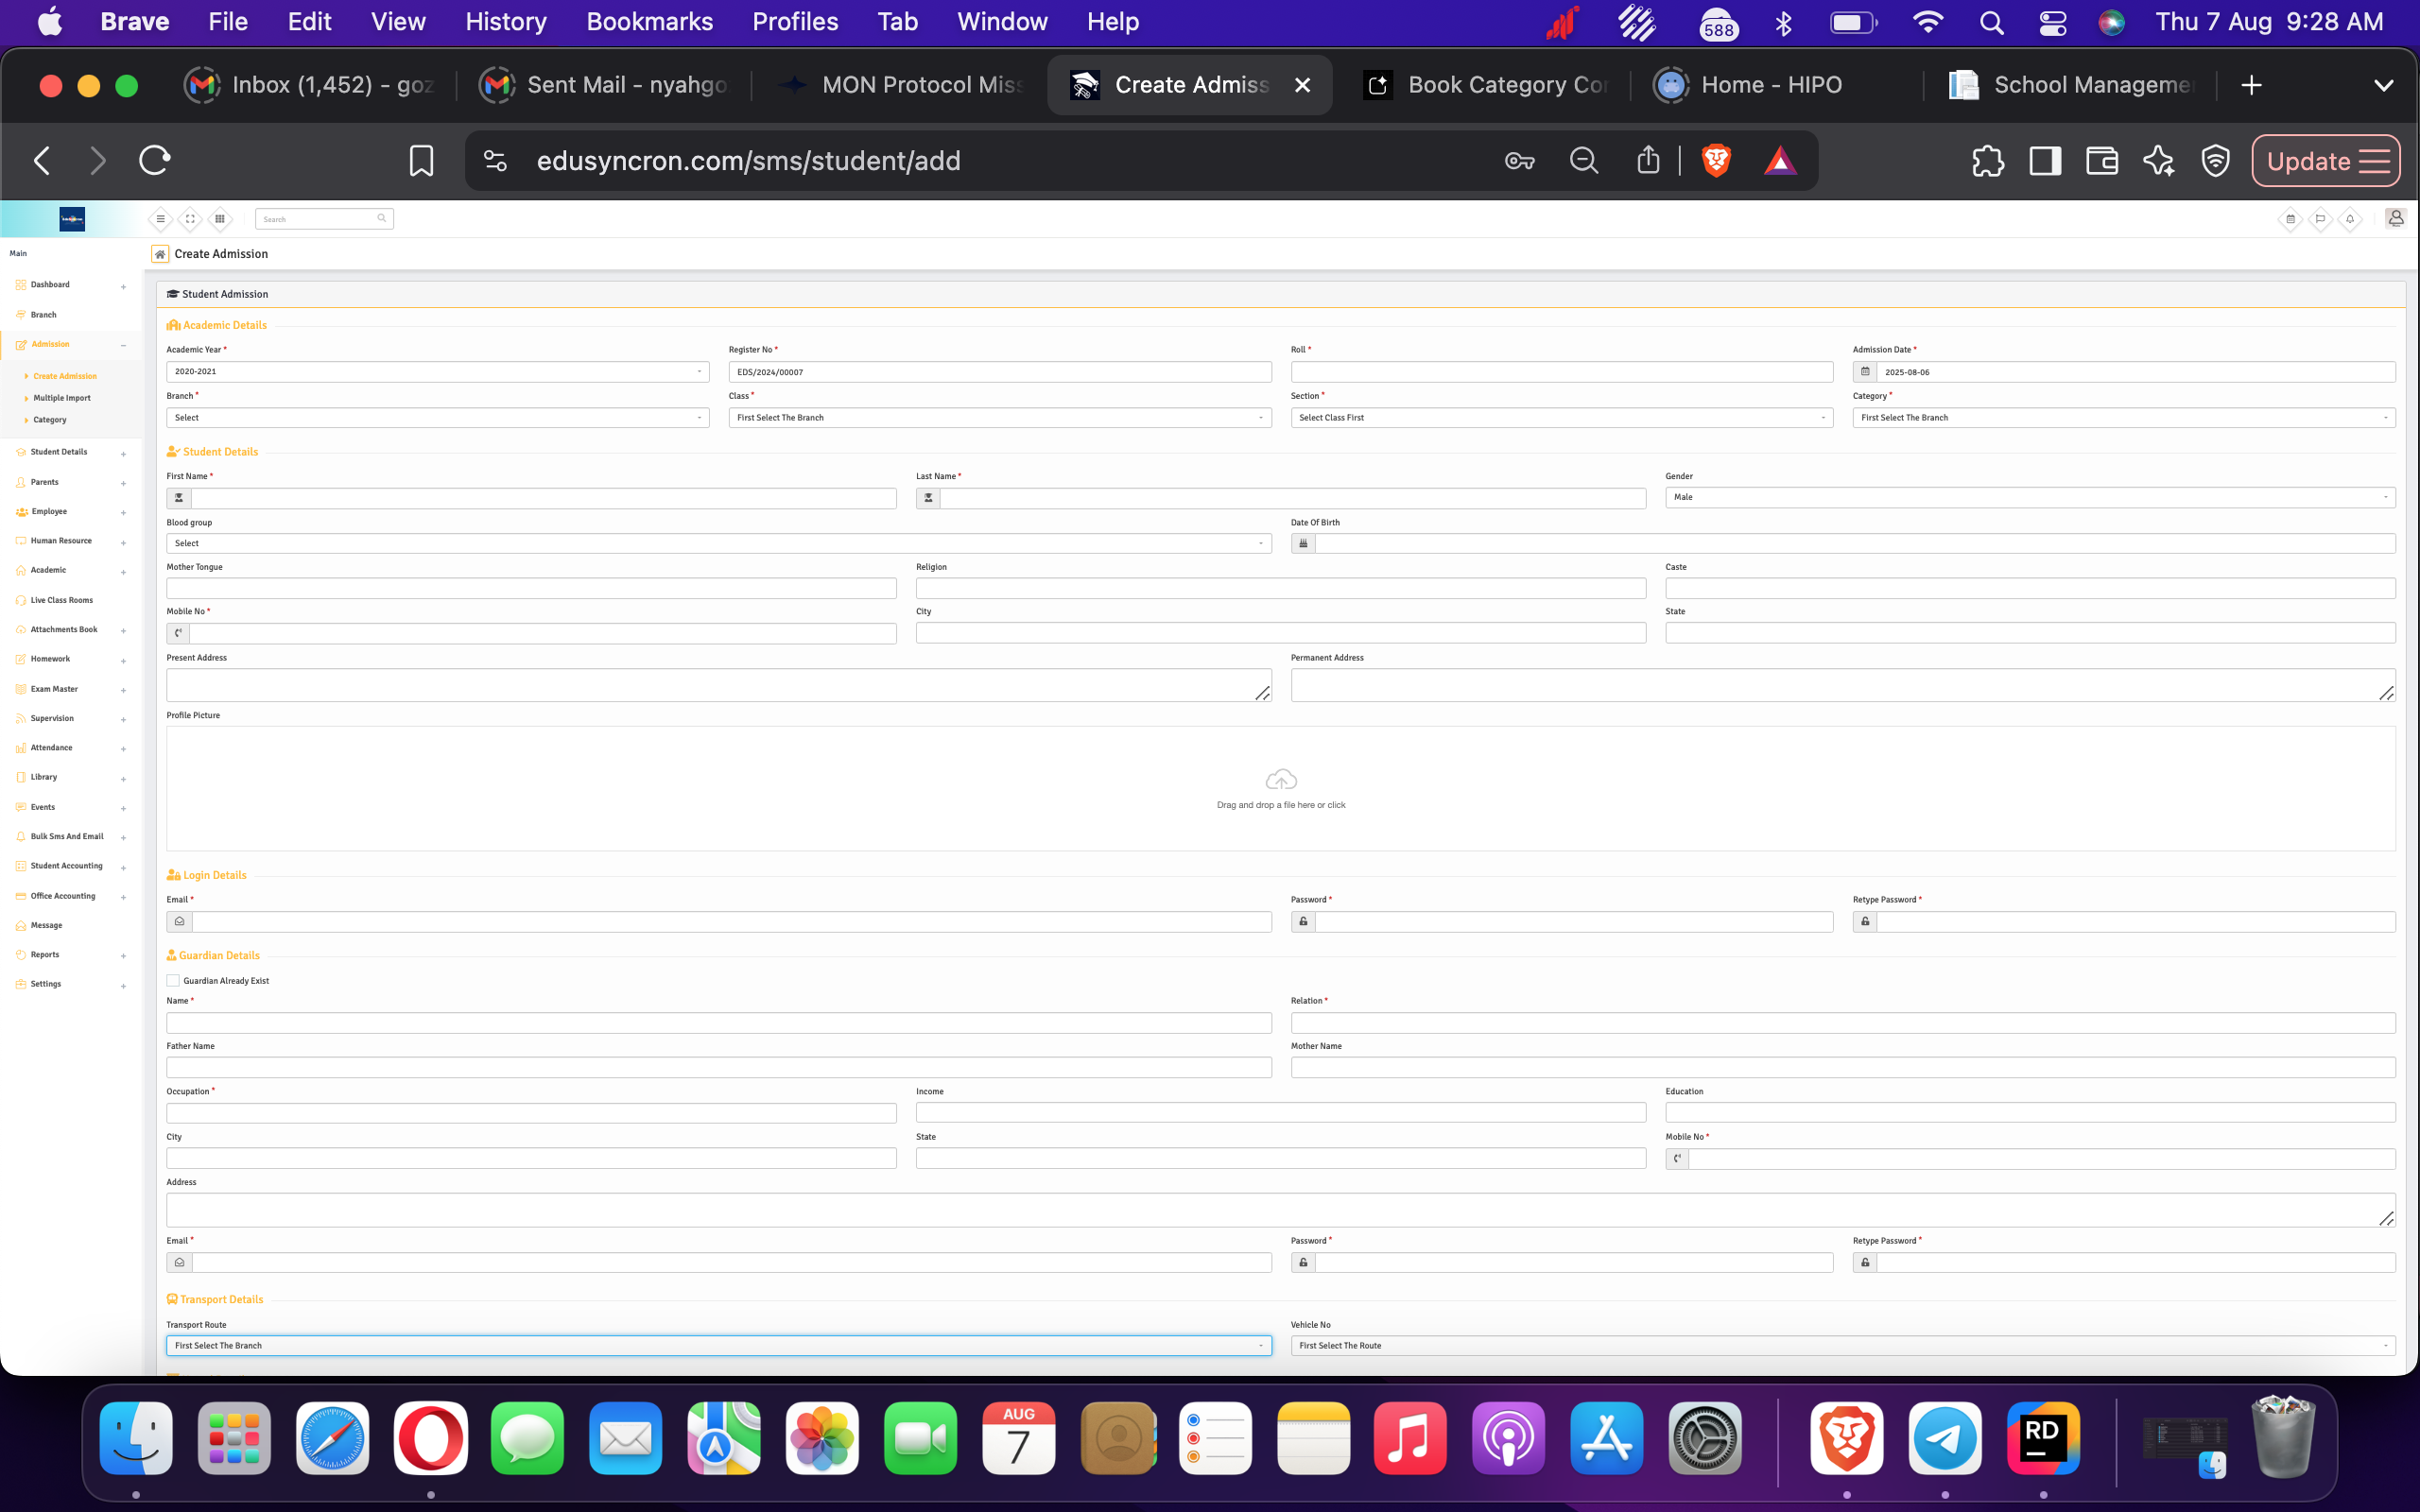 Brave File Edit View History Bookmarks Profiles Tab Window Help 588 Thu 7 Aug 9:28 AM
Inbox (1,452) - goz Sent Mail - nyahgo MON Protocol Miss Create Admiss Book Category Co Home - HIPO School Manageme
edusyncron.com/sms/student/add Update
Search
Main
Create Admission
Dashboard
Branch
Admission
Create Admission
Multiple Import
Category
Student Details
Parents
Employee
Human Resource
Academic
Live Class Rooms
Attachments Book
Homework
Exam Master
Supervision
Attendance
Library
Events
Bulk Sms And Email
Student Accounting
Office Accounting
Message
Reports
Settings
Student Admission
Academic Details
Academic Year * Register No * Roll * Admission Date *
2020-2021 EDS/2024/00007 2025-08-06
Branch * Class * Section * Category *
Select First Select The Branch Select Class First First Select The Branch
Student Details
First Name * Last Name * Gender
Male
Blood group Date Of Birth
Select
Mother Tongue Religion Caste
Mobile No * City State
Present Address Permanent Address
Profile Picture
Drag and drop a file here or click
Login Details
Email * Password * Retype Password *
Guardian Details
Guardian Already Exist
Name * Relation *
Father Name Mother Name
Occupation * Income Education
City State Mobile No *
Address
Email * Password * Retype Password *
Transport Details
Transport Route Vehicle No
First Select The Branch First Select The Route
AUG
7
RD